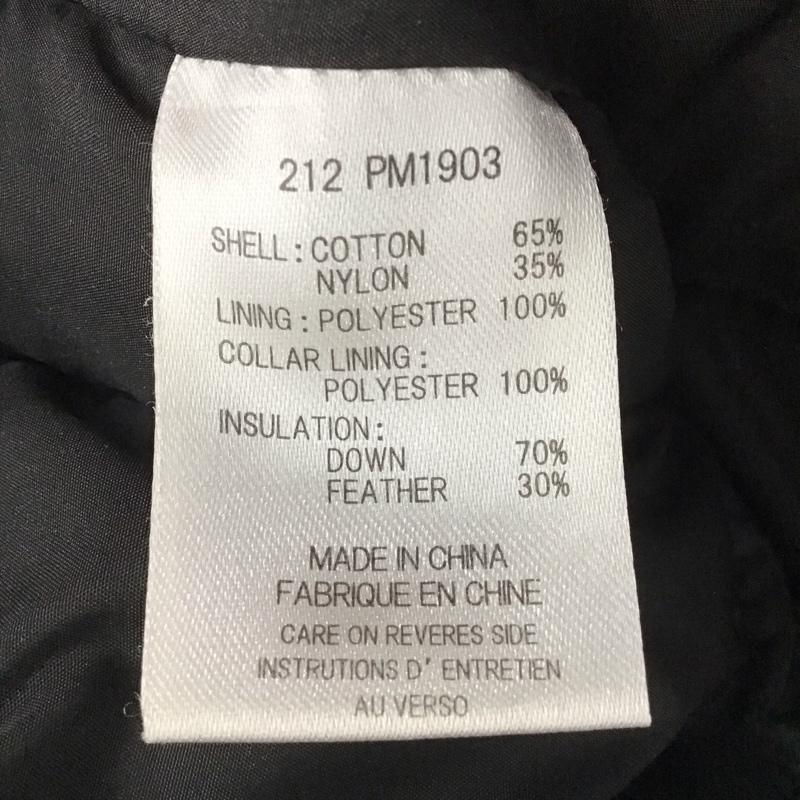 212 PM1903
SHELL : COTTON 65%
NYLON 35%
LINING : POLYESTER 100%
COLLAR LINING :
POLYESTER 100%
INSULATION :
DOWN 70%
FEATHER 30%
MADE IN CHINA
FABRIQUE EN CHINE
CARE ON REVERES SIDE
INSTRUTIONS D' ENTRETIEN
AU VERSO